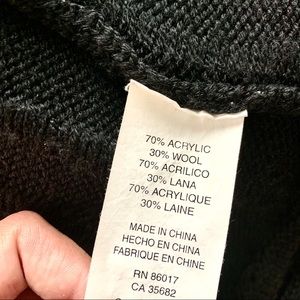 70% ACRYLIC
30% WOOL
70% ACRILICO
30% LANA
70% ACRYLIQUE
30% LAINE
MADE IN CHINA
HECHO EN CHINA
FABRIQUE EN CHINE
RN 86017
CA 35682